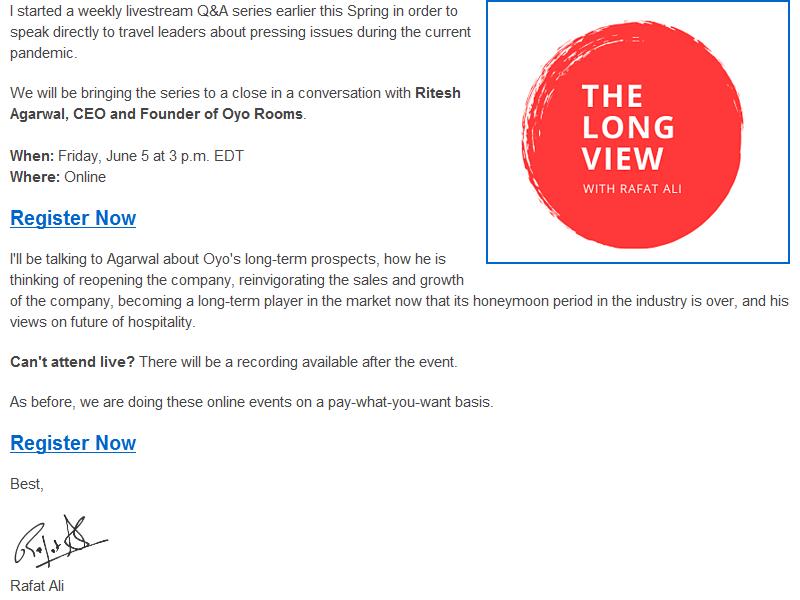 I started a weekly livestream Q&A series earlier this Spring in order to
speak directly to travel leaders about pressing issues during the current
pandemic.
We will be bringing the series to a close in a conversation with Ritesh
Agarwal, CEO and Founder of Oyo Rooms.
When: Friday, June 5 at 3 p.m. EDT
Where: Online
Register Now
THE
LONG
VIEW
WITH RAFAT ALI
I'll be talking to Agarwal about Oyo's long-term prospects, how he is
thinking of reopening the company, reinvigorating the sales and growth
of the company, becoming a long-term player in the market now that its honeymoon period in the industry is over, and his
views on future of hospitality.
Can't attend live? There will be a recording available after the event.
As before, we are doing these online events on a pay-what-you-want basis.
Register Now
Best,
Rafat Ali